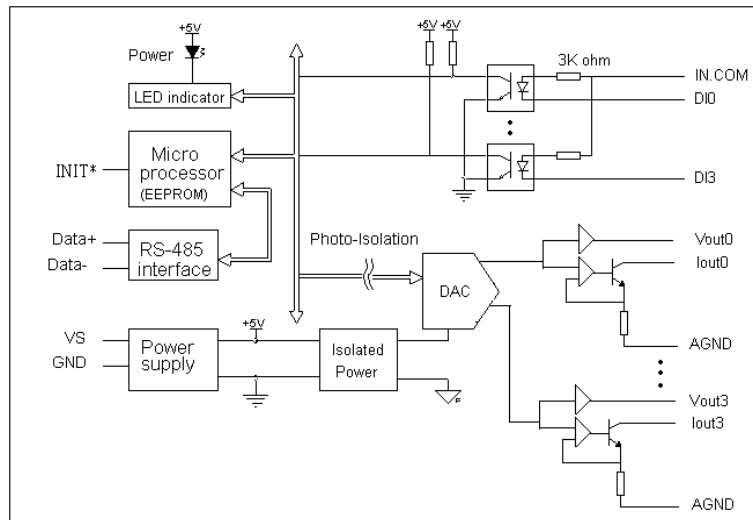 +5V
Power
LED indicator
+5V +5V
3K ohm
IN.COM
DI0
DI3
INIT*
Micro
processor
(EEPROM)
Data+
Data-
RS-485
interface
Photo-Isolation
DAC
Vout0
Iout0
AGND
VS
GND
Power
supply
+5V
Isolated
Power
Vout3
Iout3
AGND